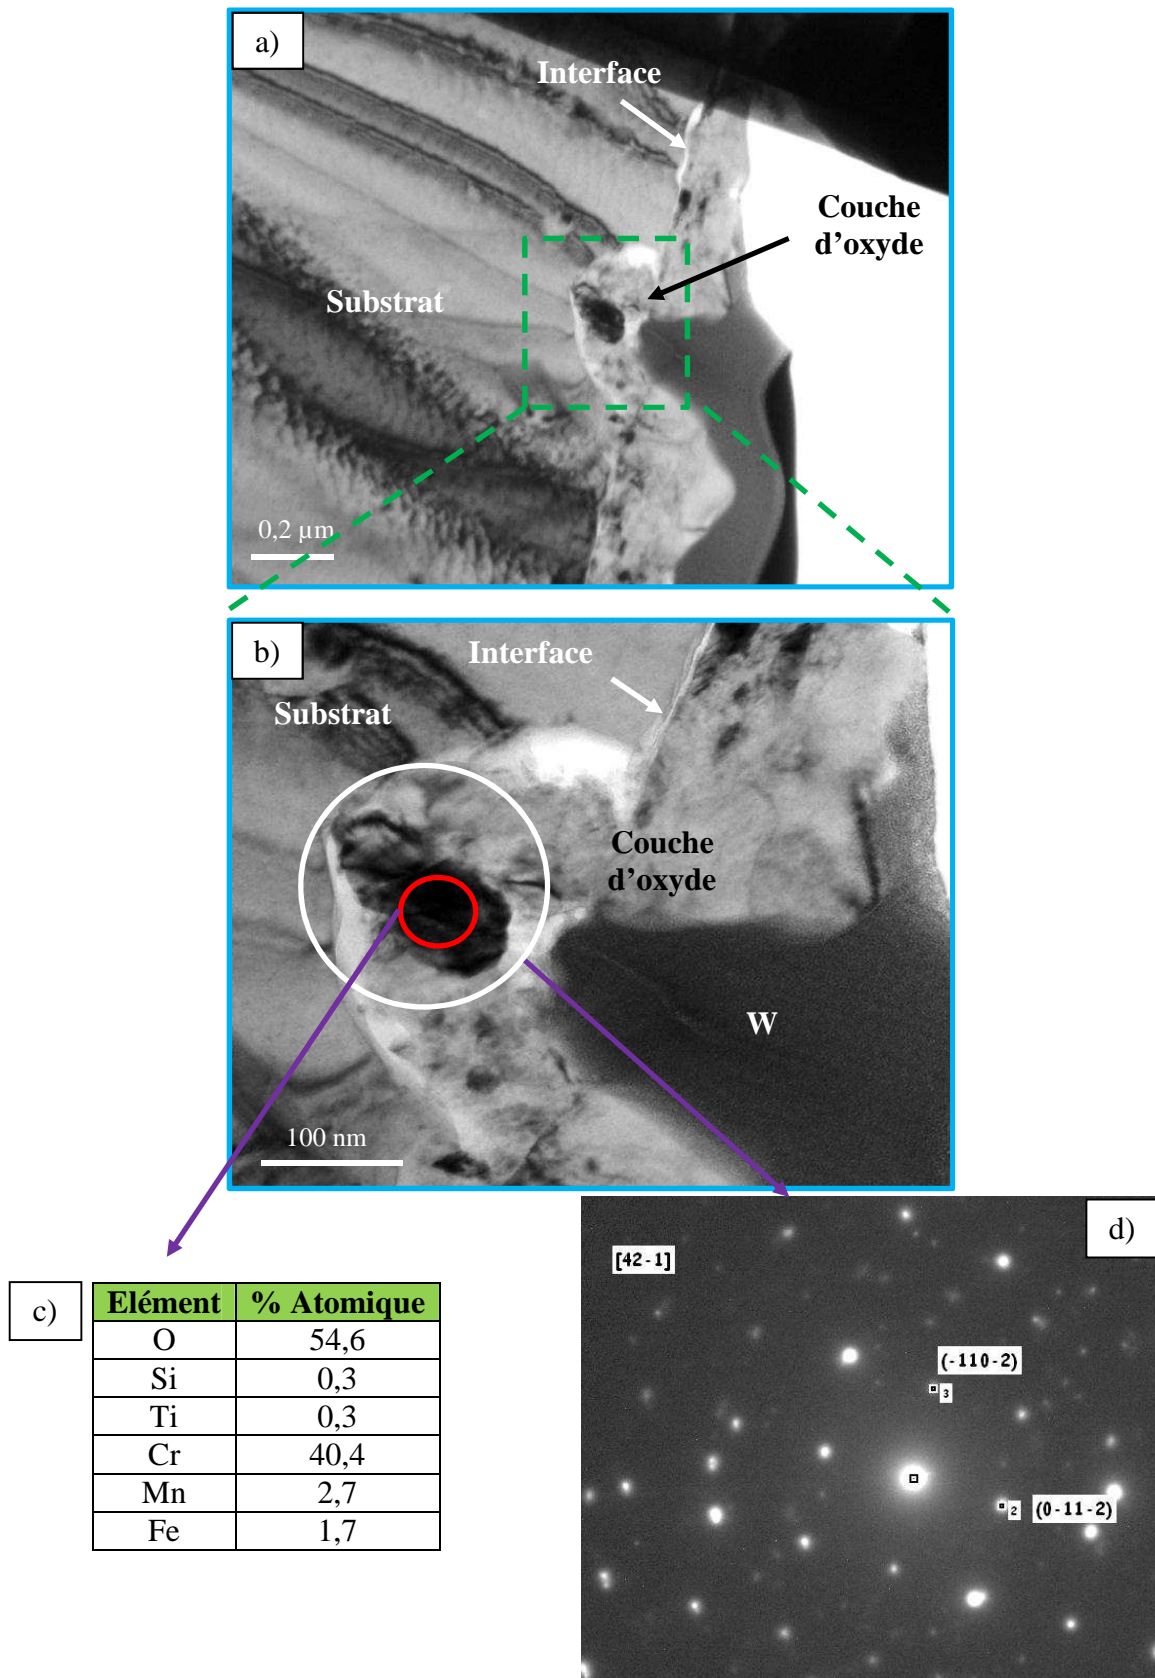 a)
Interface
Couche
d’oxyde
Substrat
0,2 µm
b)
Interface
Substrat
Couche
d’oxyde
W
100 nm
d)
[42-1]
(-110-2)
3
2 (0-11-2)
c)
Elément % Atomique
O 54,6
Si 0,3
Ti 0,3
Cr 40,4
Mn 2,7
Fe 1,7